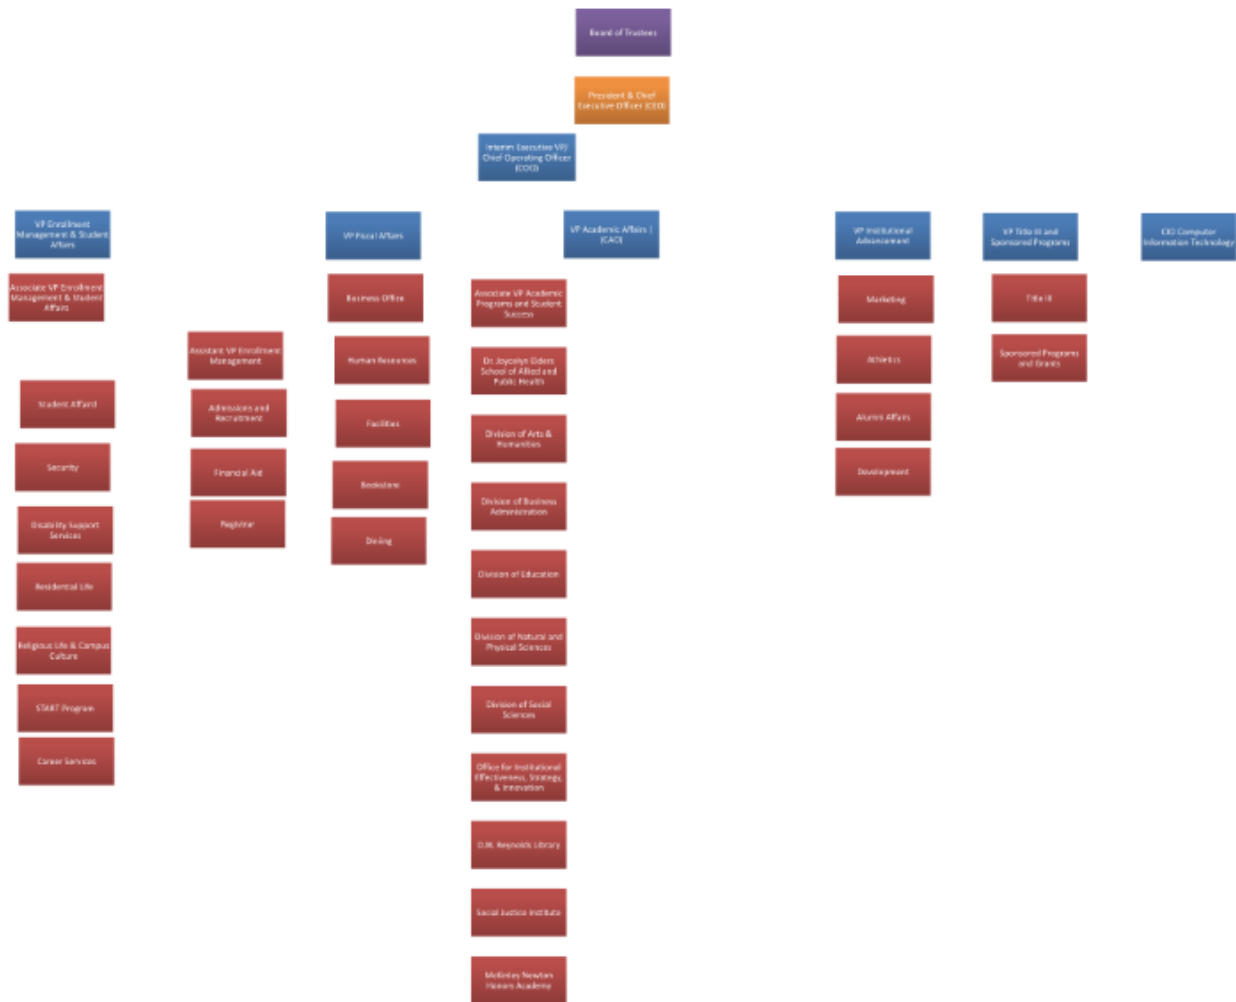 Board of Trustees
President & Chief
Executive Officer (CEO)
Interim Executive VP/
Chief Operating Officer
(COO)
VP Enrollment
Management & Student
Affairs
VP Fiscal Affairs
VP Academic Affairs |
(CAO)
VP Institutional
Advancement
VP Title III and
Sponsored Programs
CIO Computer
Information Technology
Associate VP Enrollment
Management & Student
Affairs
Student Affaird
Security
Disability Support
Services
Residential Life
Religious Life & Campus
Culture
START Program
Career Services
Assistant VP Enrollment
Management
Admissions and
Recruitment
Financial Aid
Registrar
Business Office
Human Resources
Facilities
Bookstore
Dining
Associate VP Academic
Programs and Student
Success
Dr. Joycelyn Elders
School of Allied and
Public Health
Division of Arts &
Humanities
Division of Business
Administration
Division of Education
Division of Natural and
Physical Sciences
Division of Social
Sciences
Office for Institutional
Effectiveness, Strategy,
& Innovation
D.W. Reynolds Library
Social Justice Institute
McKinley Newton
Honors Academy
Marketing
Athletics
Alumni Affairs
Development
Title III
Sponsored Programs
and Grants